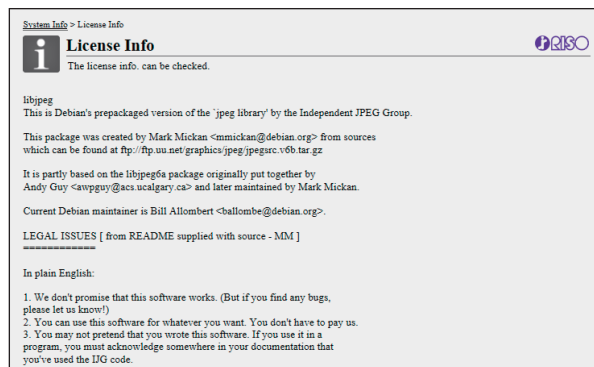 System Info > License Info
License Info
RISO
The license info. can be checked.
libjpeg
This is Debian's prepackaged version of the `jpeg library' by the Independent JPEG Group.
This package was created by Mark Mickan <mmickan@debian.org> from sources
which can be found at ftp://ftp.uu.net/graphics/jpeg/jpegsrc.v6b.tar.gz
It is partly based on the libjpeg6a package originally put together by
Andy Guy <awpguy@acs.ucalgary.ca> and later maintained by Mark Mickan.
Current Debian maintainer is Bill Allombert <ballombe@debian.org>.
LEGAL ISSUES [ from README supplied with source - MM ]
============
In plain English:
1. We don't promise that this software works. (But if you find any bugs,
please let us know!)
2. You can use this software for whatever you want. You don't have to pay us.
3. You may not pretend that you wrote this software. If you use it in a
program, you must acknowledge somewhere in your documentation that
you've used the IJG code.